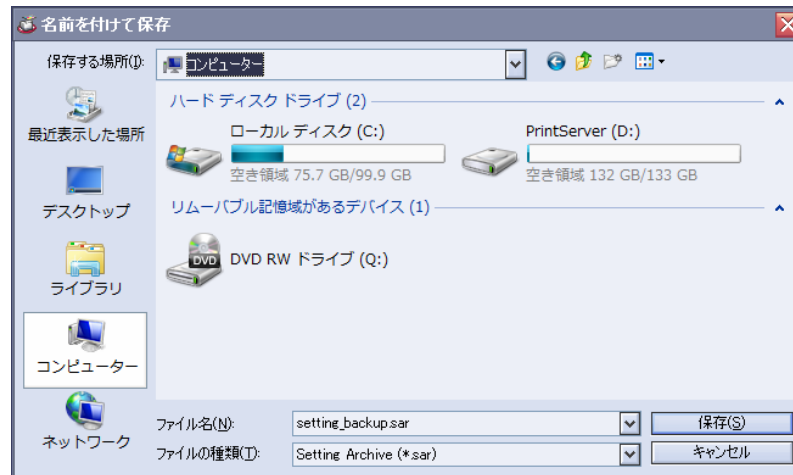 名前を付けて保存
保存する場所(I):
コンピューター
最近表示した場所
デスクトップ
ライブラリ
コンピューター
ネットワーク
ハード ディスク ドライブ (2)
ローカル ディスク (C:)
空き領域 75.7 GB/99.9 GB
PrintServer (D:)
空き領域 132 GB/133 GB
リムーバブル記憶域があるデバイス (1)
DVD
DVD RW ドライブ (Q:)
ファイル名(N):
setting_backup.sar
保存(S)
ファイルの種類(T):
Setting Archive (*.sar)
キャンセル